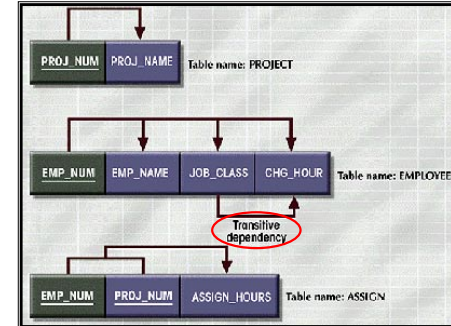 PROJ_NUM PROJ_NAME Table name: PROJECT
EMP_NUM EMP_NAME JOB_CLASS CHG_HOUR Table name: EMPLOYEE
Transitive
dependency
EMP_NUM PROJ_NUM ASSIGN_HOURS Table name: ASSIGN